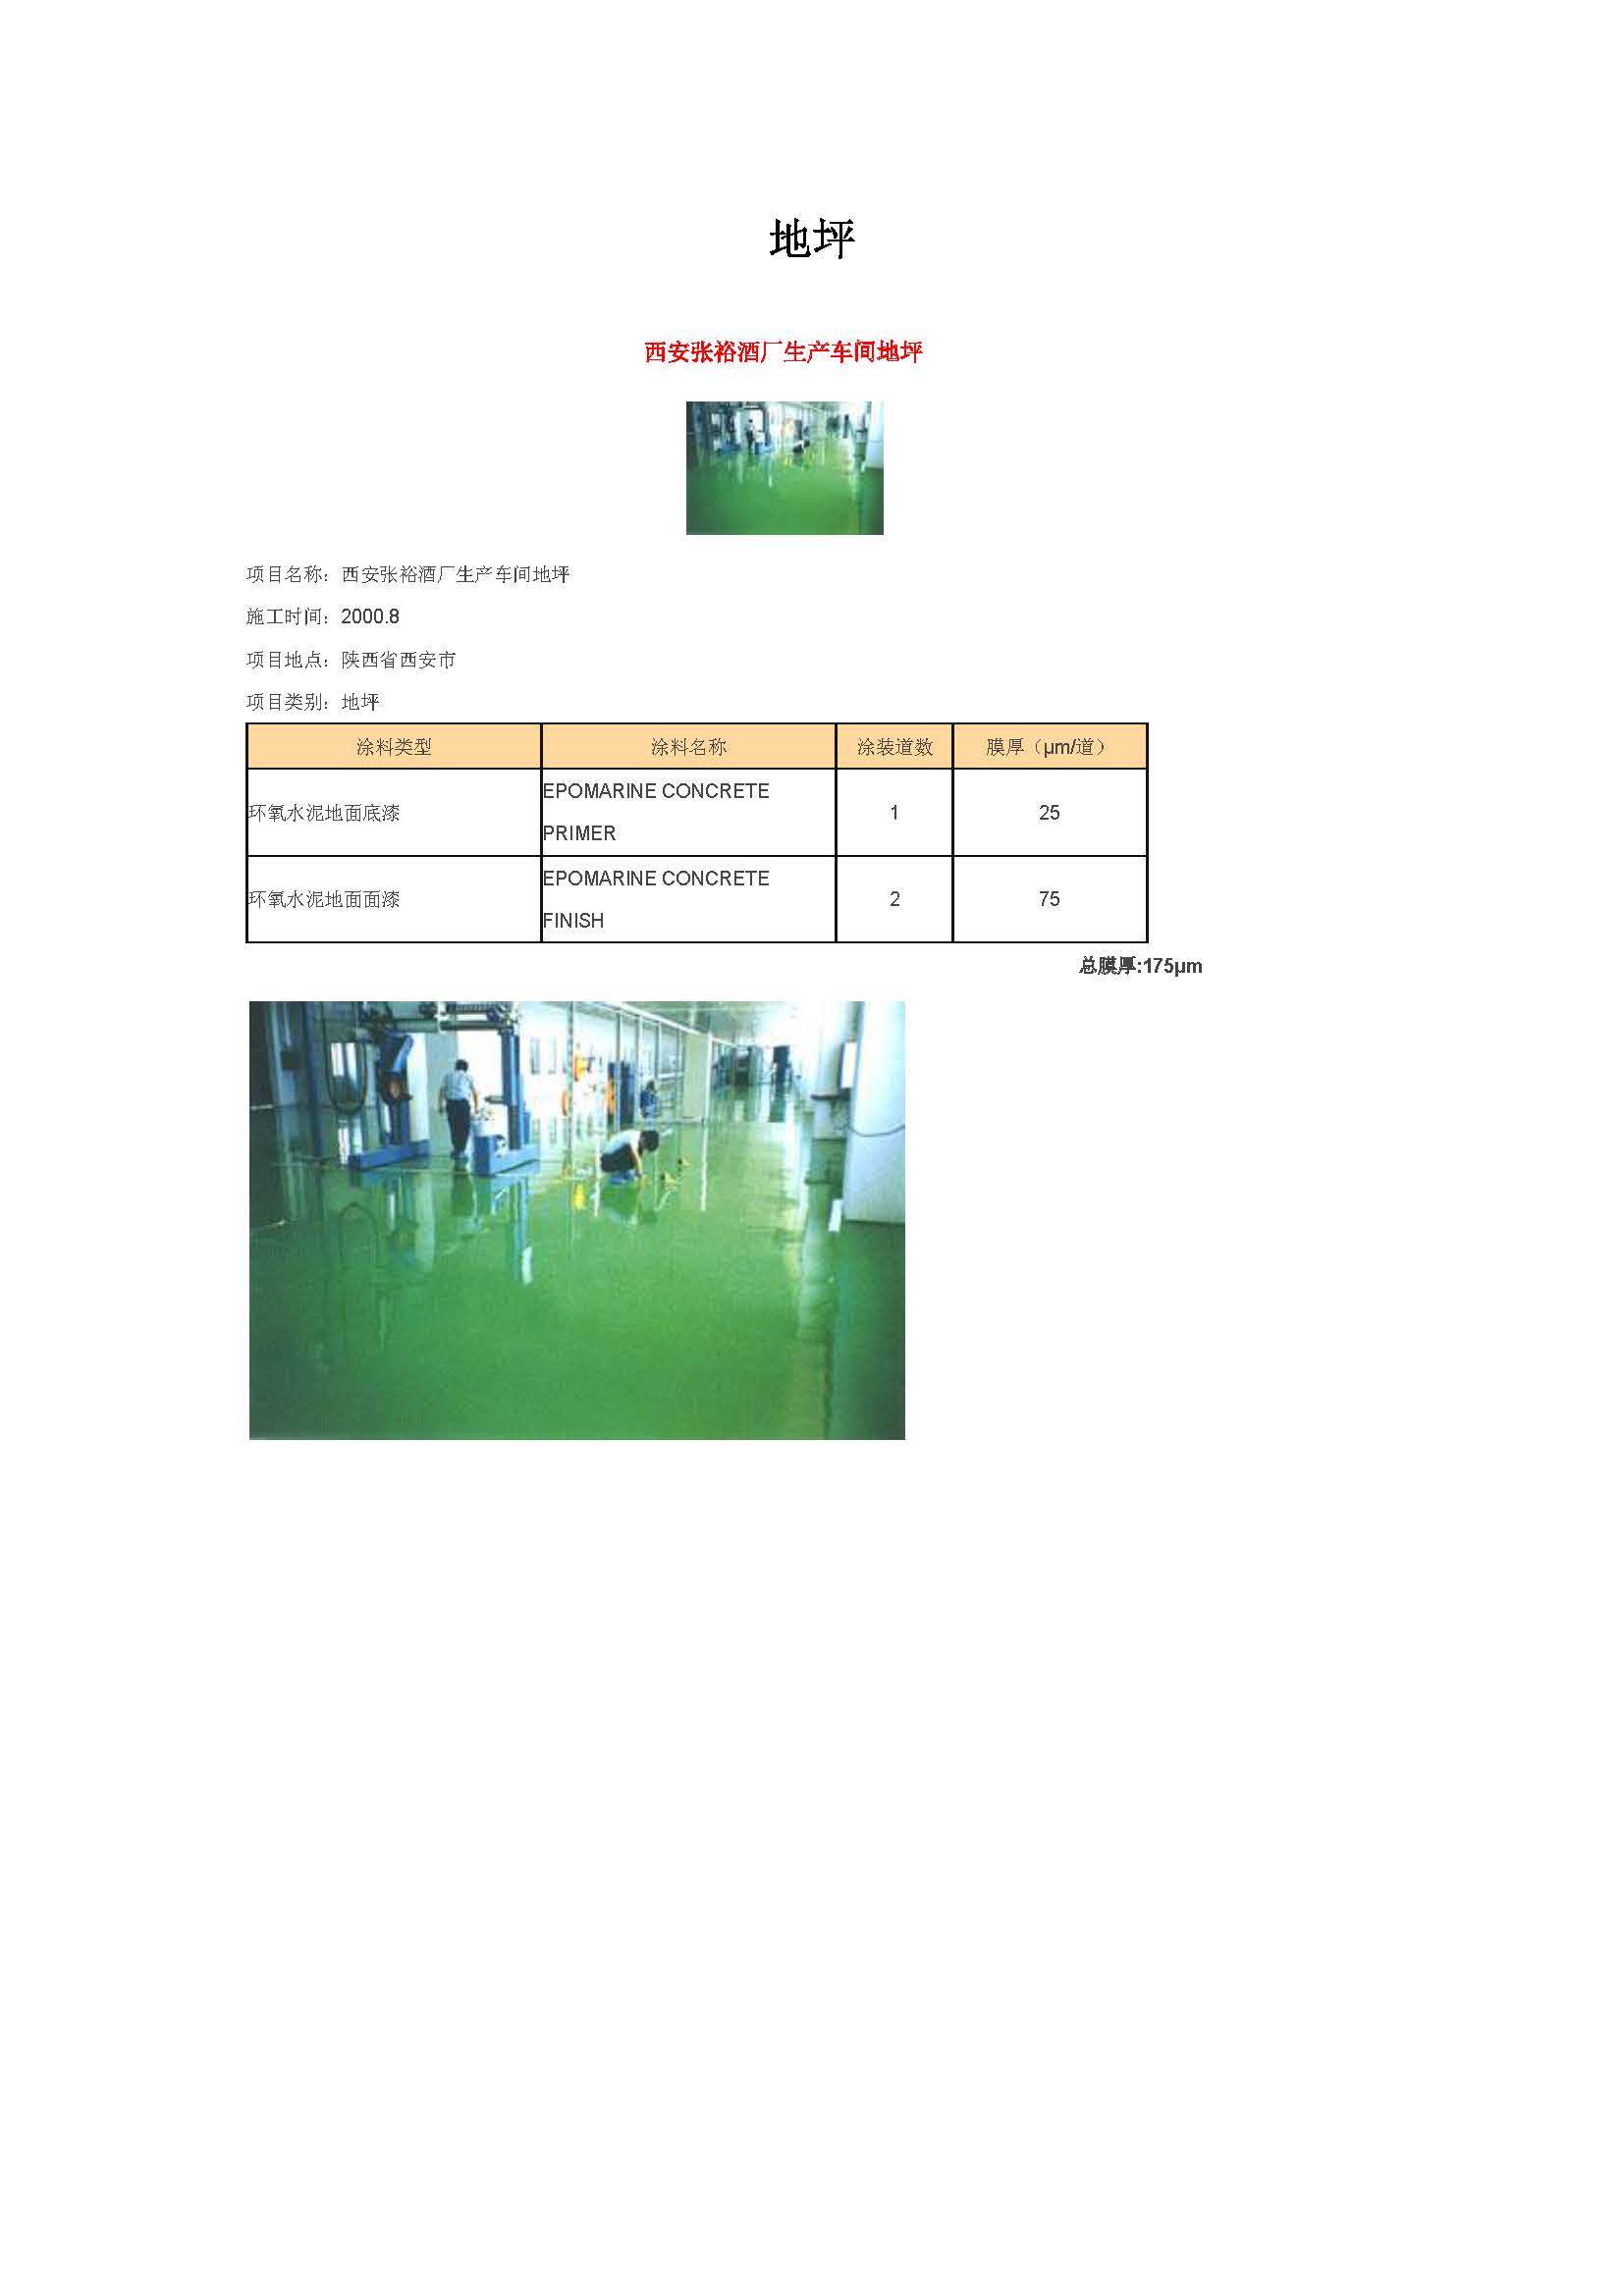 地坪
西安张裕酒厂生产车间地坪
项目名称：西安张裕酒厂生产车间地坪
施工时间：2000.8
项目地点：陕西省西安市
项目类别：地坪
涂料类型 涂料名称 涂装道数 膜厚（μm/道）
环氧水泥地面底漆 EPOMARINE CONCRETE PRIMER 1 25
环氧水泥地面面漆 EPOMARINE CONCRETE FINISH 2 75
总膜厚:175μm